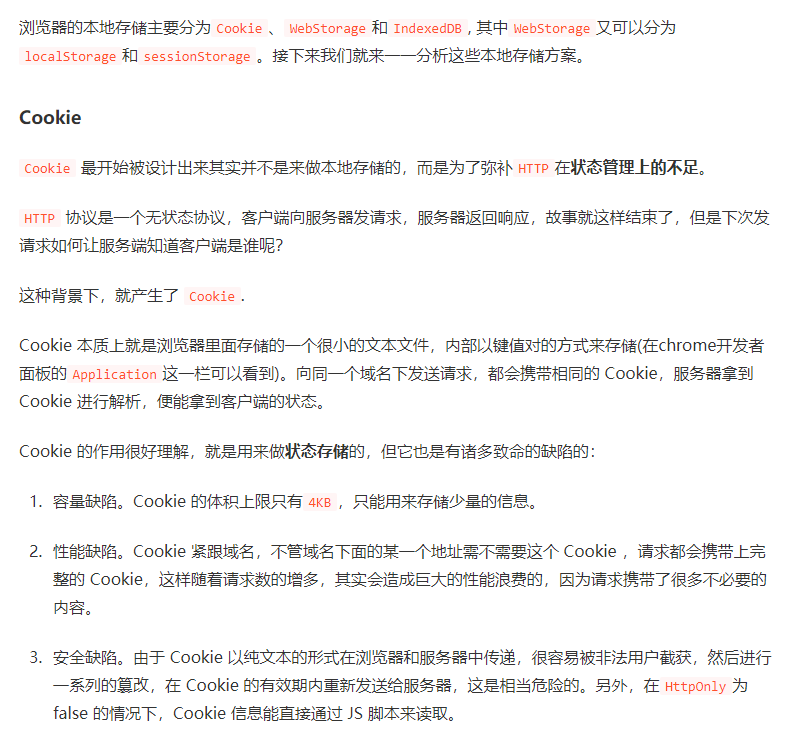 浏览器的本地存储主要分为 Cookie 、 WebStorage 和 IndexedDB , 其中 WebStorage 又可以分为
localStorage 和 sessionStorage 。接下来我们就来一一分析这些本地存储方案。
Cookie
Cookie 最开始被设计出来其实并不是来做本地存储的，而是为了弥补 HTTP 在状态管理上的不足。
HTTP 协议是一个无状态协议，客户端向服务器发请求，服务器返回响应，故事就这样结束了，但是下次发
请求如何让服务端知道客户端是谁呢？
这种背景下，就产生了 Cookie .
Cookie 本质上就是浏览器里面存储的一个很小的文本文件，内部以键值对的方式来存储(在chrome开发者
面板的 Application 这一栏可以看到)。向同一个域名下发送请求，都会携带相同的 Cookie，服务器拿到
Cookie 进行解析，便能拿到客户端的状态。
Cookie 的作用很好理解，就是用来做状态存储的，但它也是有诸多致命的缺陷的：
1. 容量缺陷。Cookie 的体积上限只有 4KB ，只能用来存储少量的信息。
2. 性能缺陷。Cookie 紧跟域名，不管域名下面的某一个地址需不需要这个 Cookie ，请求都会携带上完
整的 Cookie，这样随着请求数的增多，其实会造成巨大的性能浪费的，因为请求携带了很多不必要的
内容。
3. 安全缺陷。由于 Cookie 以纯文本的形式在浏览器和服务器中传递，很容易被非法用户截获，然后进行
一系列的篡改，在 Cookie 的有效期内重新发送给服务器，这是相当危险的。另外，在 HttpOnly 为
false 的情况下，Cookie 信息能直接通过 JS 脚本来读取。